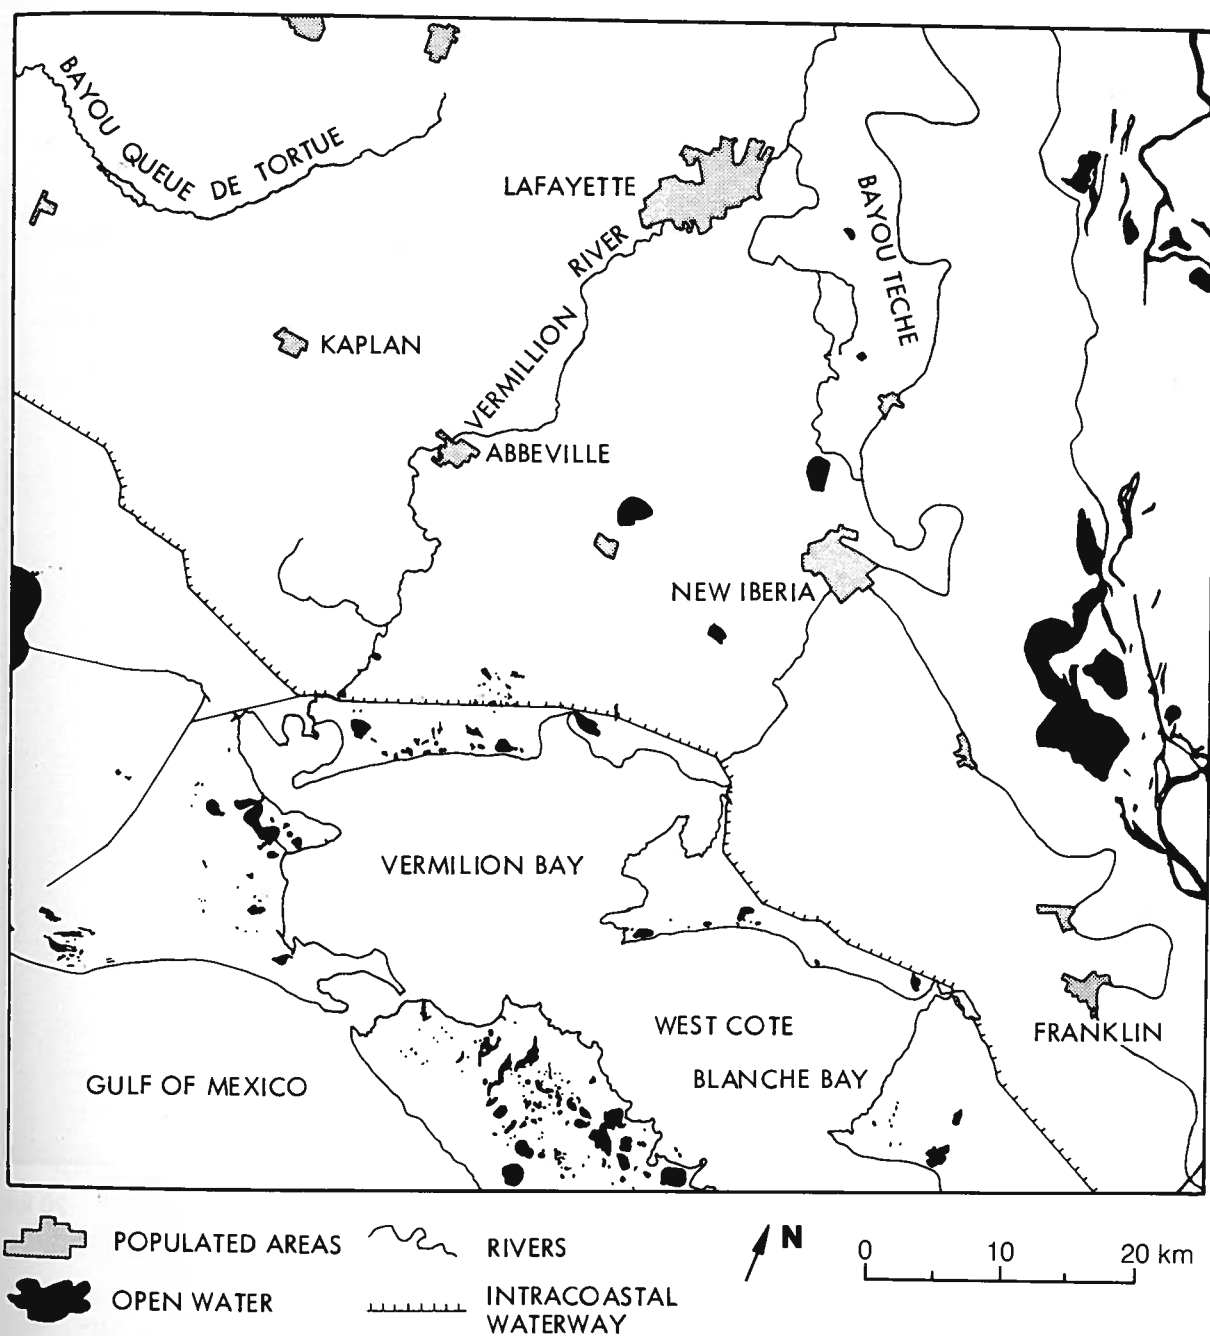 BAYOU QUEUE DE TORTUE
LAFAYETTE
BAYOU TECHE
VERMILLION RIVER
KAPLAN
ABBEVILLE
NEW IBERIA
VERMILION BAY
WEST COTE
BLANCHE BAY
FRANKLIN
GULF OF MEXICO
POPULATED AREAS
RIVERS
N
0 10 20 km
OPEN WATER
INTRACOASTAL
WATERWAY